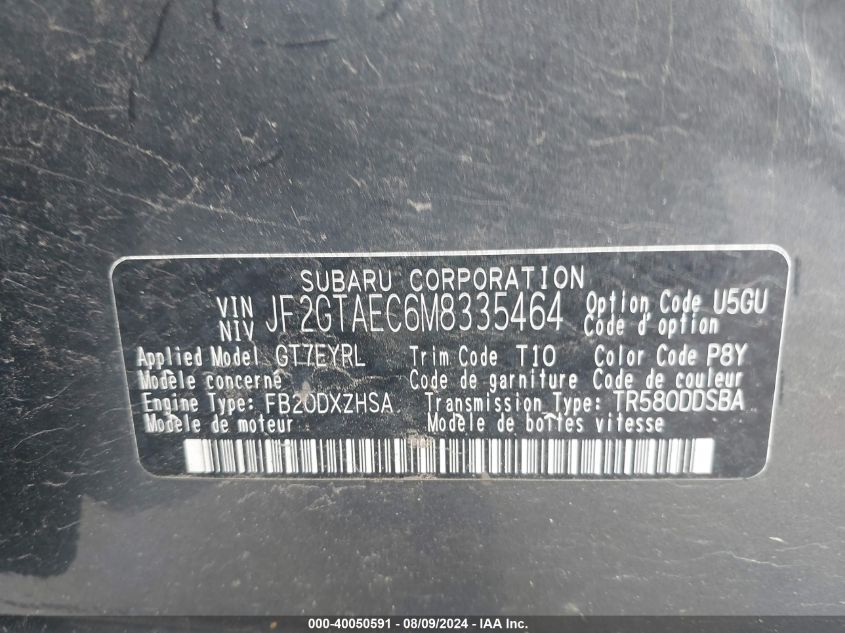 SUBARU CORPORATION
VIN NIV JF2GTAEC6M8335464 Option Code U5GU
Code d'option
Applied Model GT7EYRL Trim Code T10 Color Code P8Y
Modèle concerné Code de garniture Code de couleur
Engine Type: FB20DXZHSA Transmission Type: TR580DDSBA
Modèle de moteur Modèle de boîtes vitesse
000-40050591 - 08/09/2024 - IAA Inc.